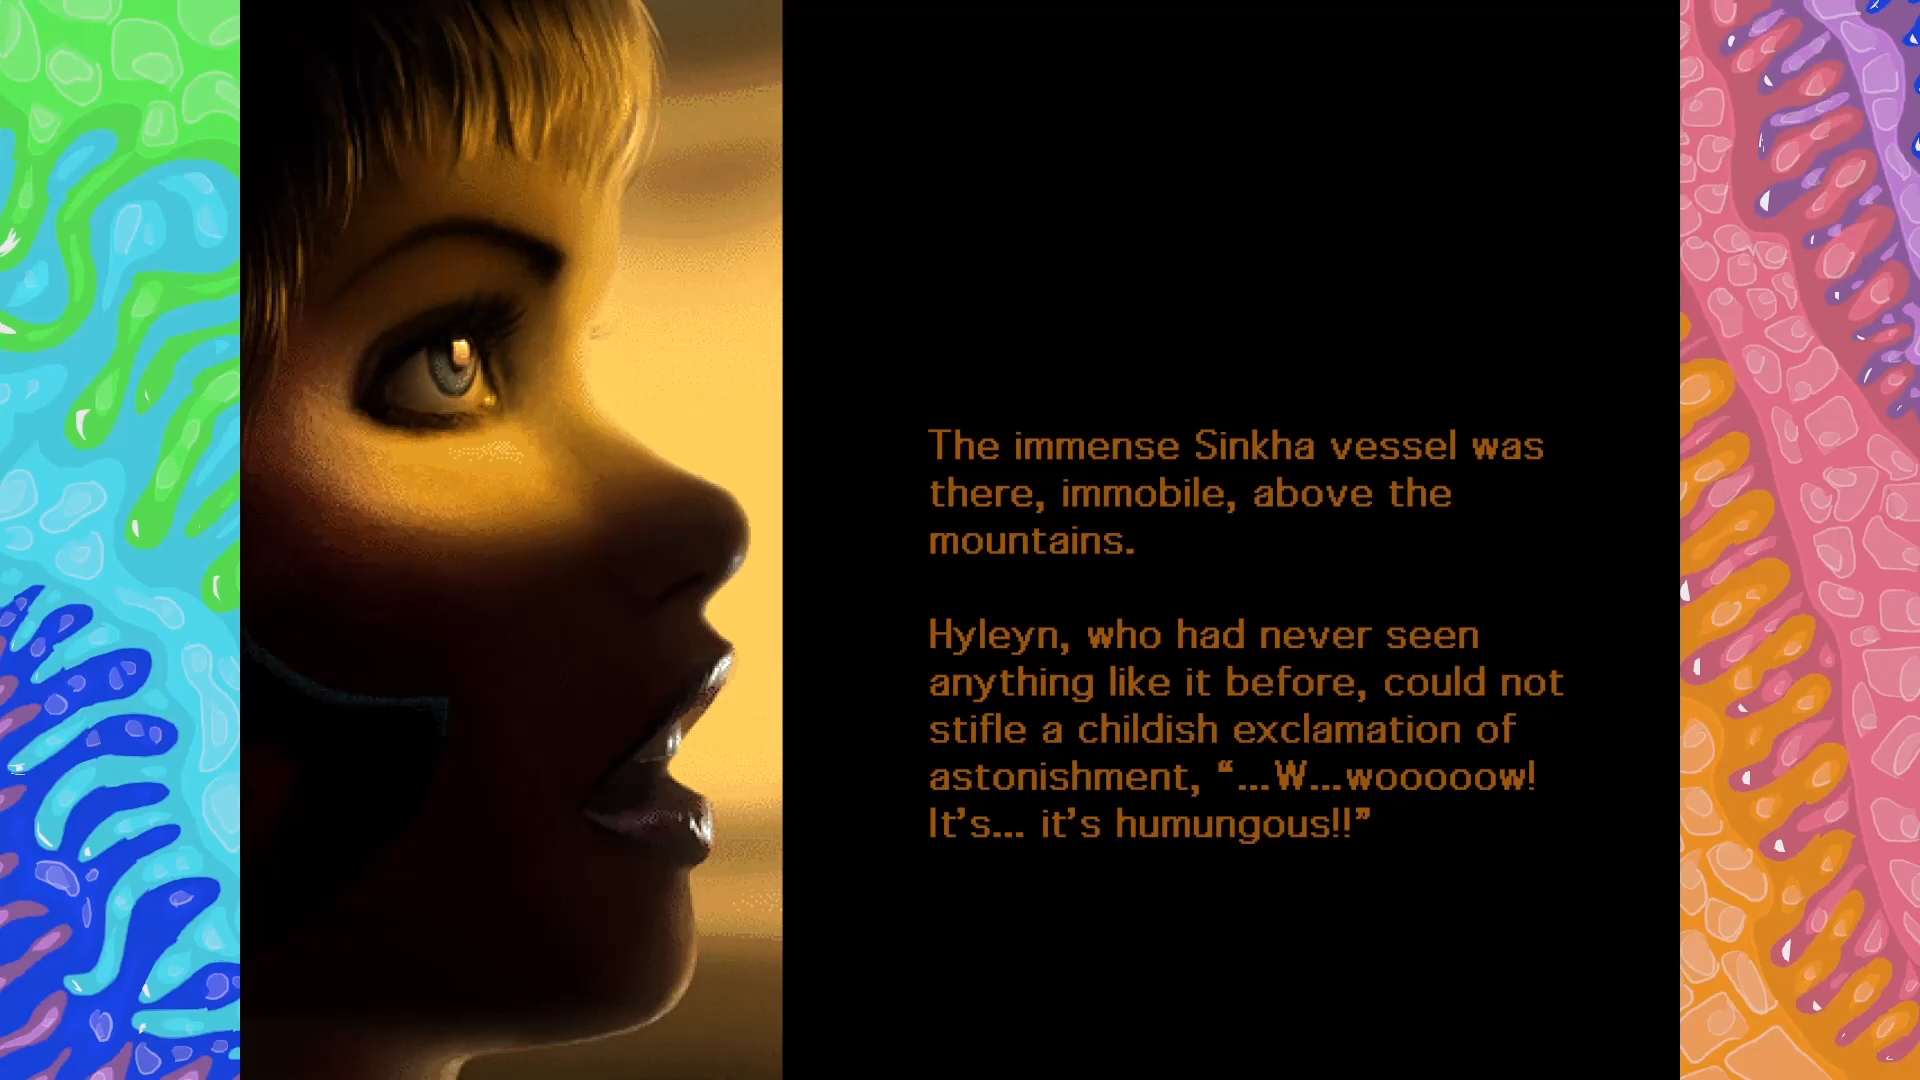 The immense Sinkha vessel was
there, immobile, above the
mountains.
Hyleyn, who had never seen
anything like it before, could not
stifle a childish exclamation of
astonishment, “...W...wooooow!
It’s... it’s humungous!!”